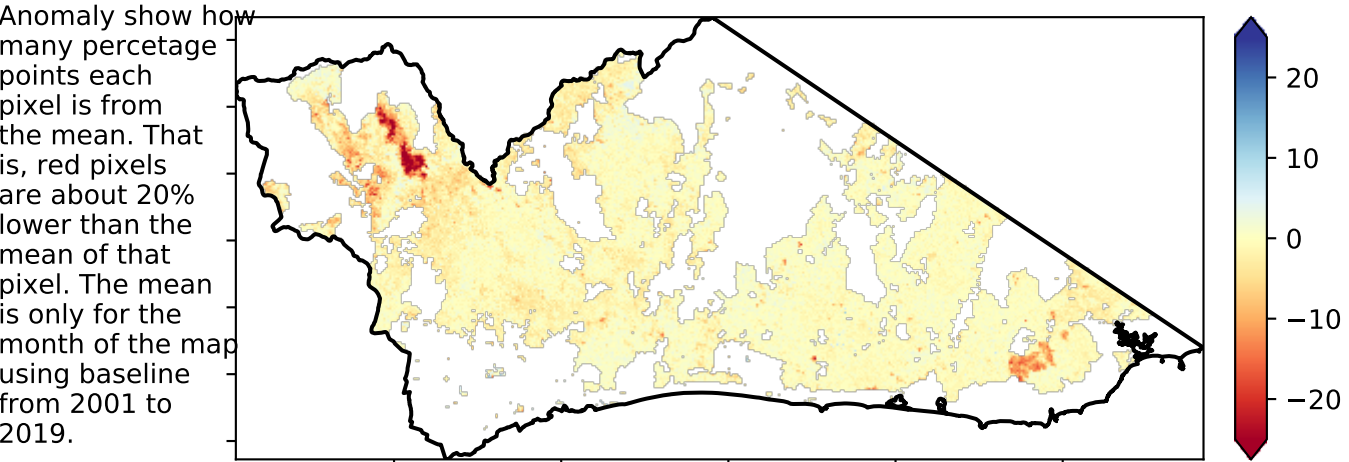 Anomaly show how
many percetage
points each
pixel is from
the mean. That
is, red pixels
are about 20%
lower than the
mean of that
pixel. The mean
is only for the
month of the map
using baseline
from 2001 to
2019.
20
10
0
−10
−20